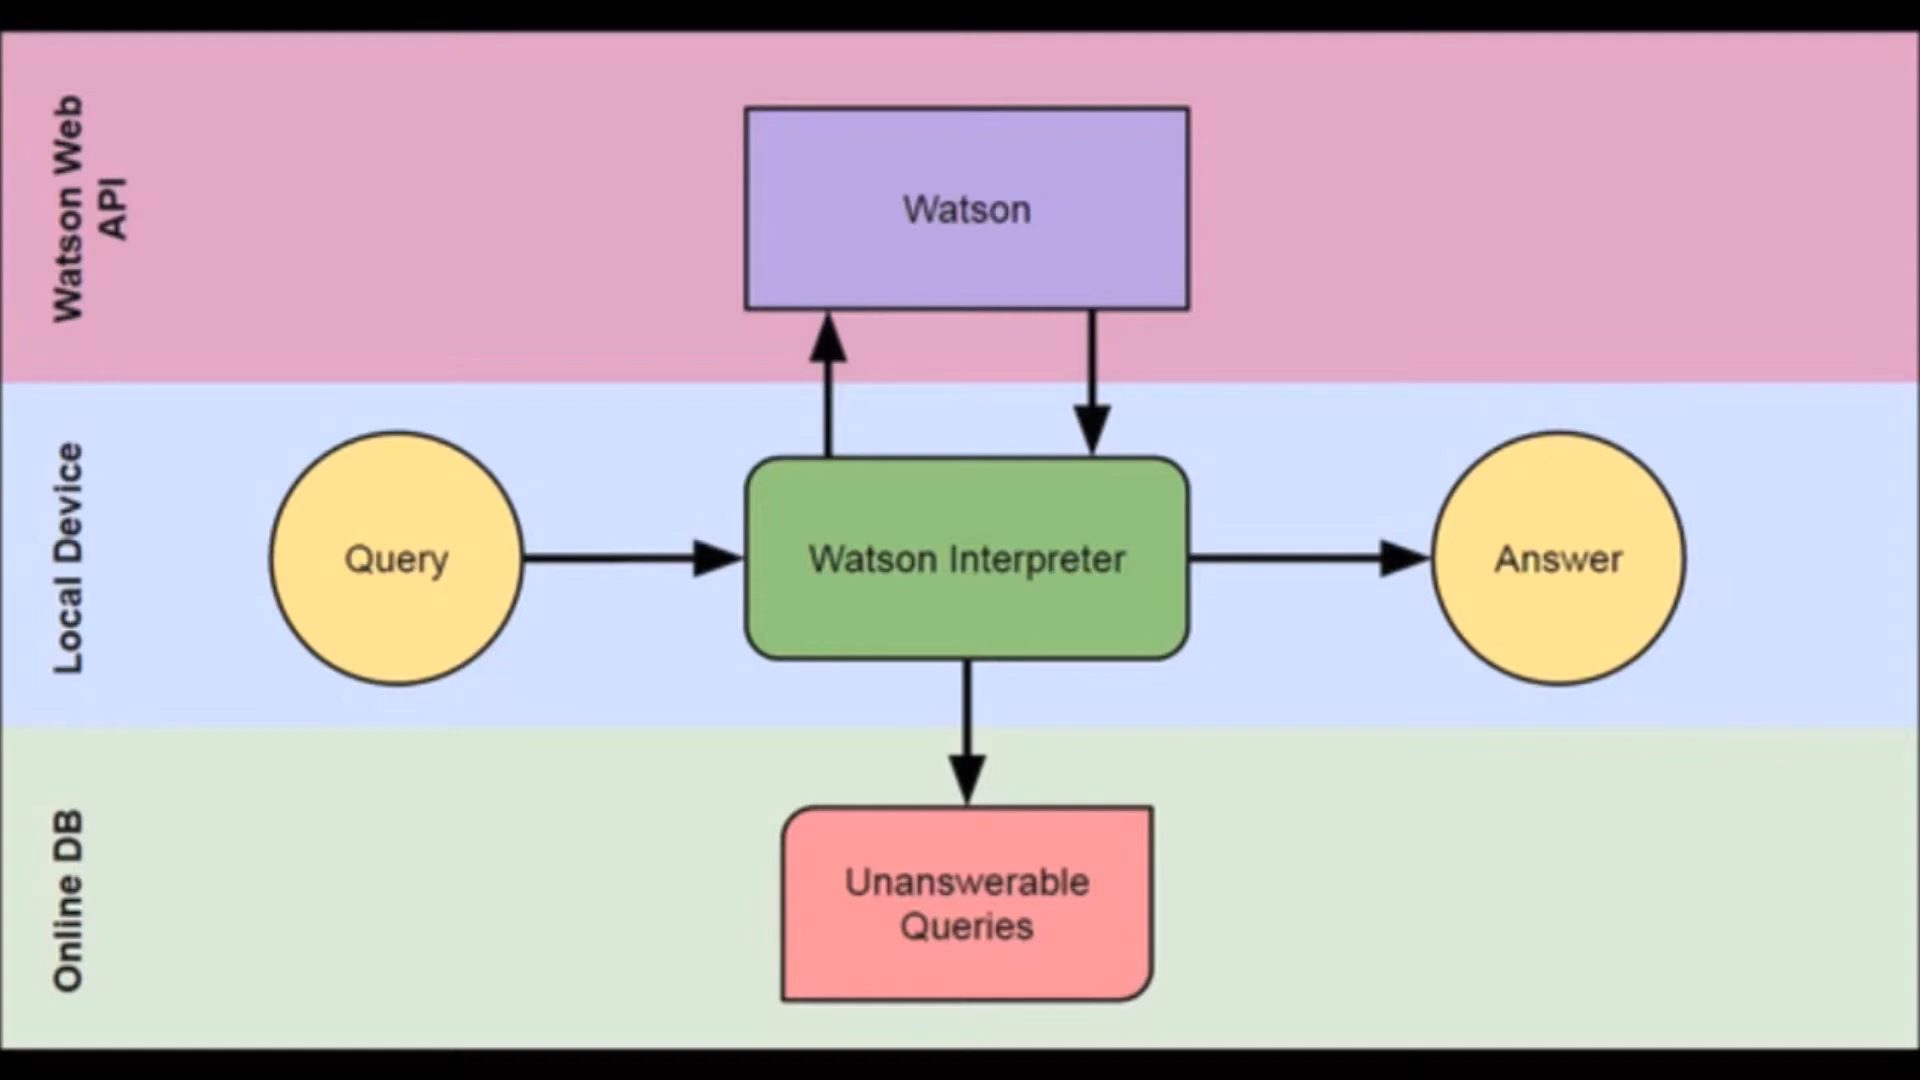 Watson Web
API
Watson
Local Device
Query
Watson Interpreter
Answer
Online DB
Unanswerable
Queries